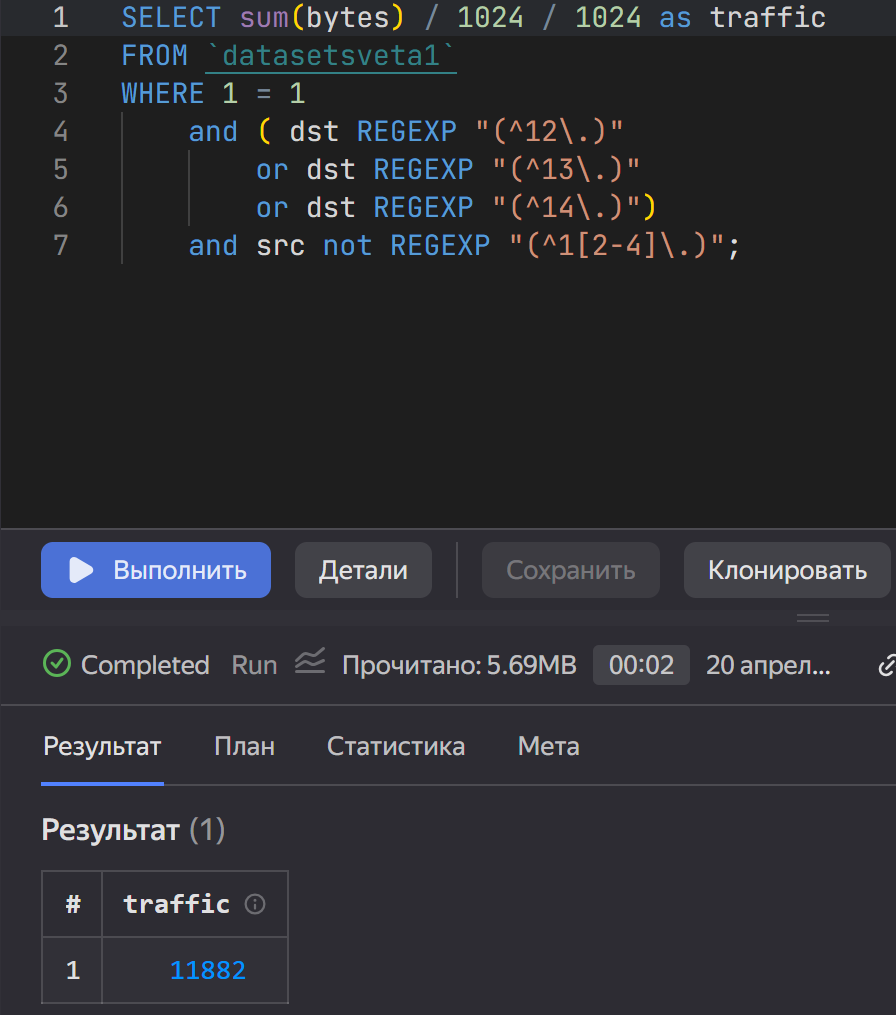 1 SELECT sum(bytes) / 1024 / 1024 as traffic
2 FROM `datasetsveta1`
3 WHERE 1 = 1
4 and ( dst REGEXP "(^12\.)"
5 or dst REGEXP "(^13\.)"
6 or dst REGEXP "(^14\.)")
7 and src not REGEXP "(^1[2-4]\.)";
Выполнить Детали Сохранить Клонировать
Completed Run Прочитано: 5.69MB 00:02 20 апрел...
Результат План Статистика Мета
Результат (1)
# traffic
1 11882